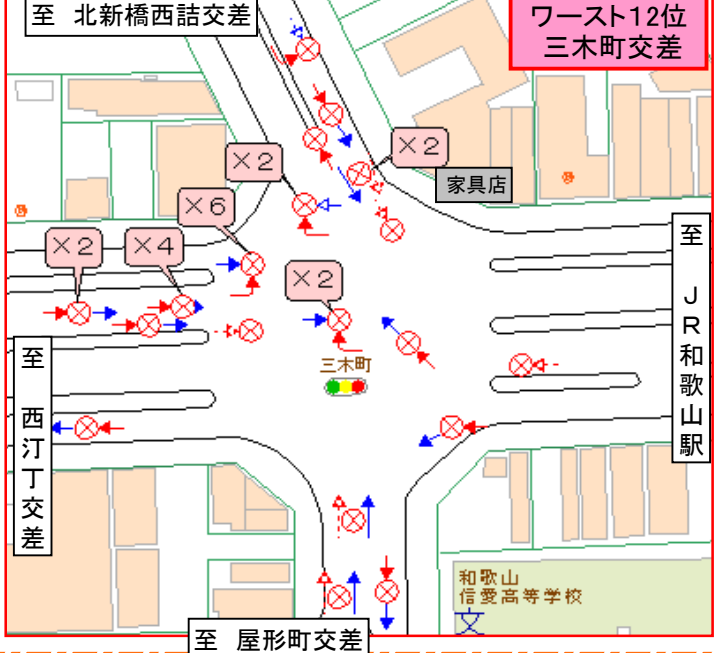 至 北新橋西詰交差
ワースト12位
三木町交差
×2
×2
家具店
×6
×2
×4
×2
三木町
至 JR和歌山駅
至 西汀丁交差
和歌山
信愛高等学校
文
至 屋形町交差